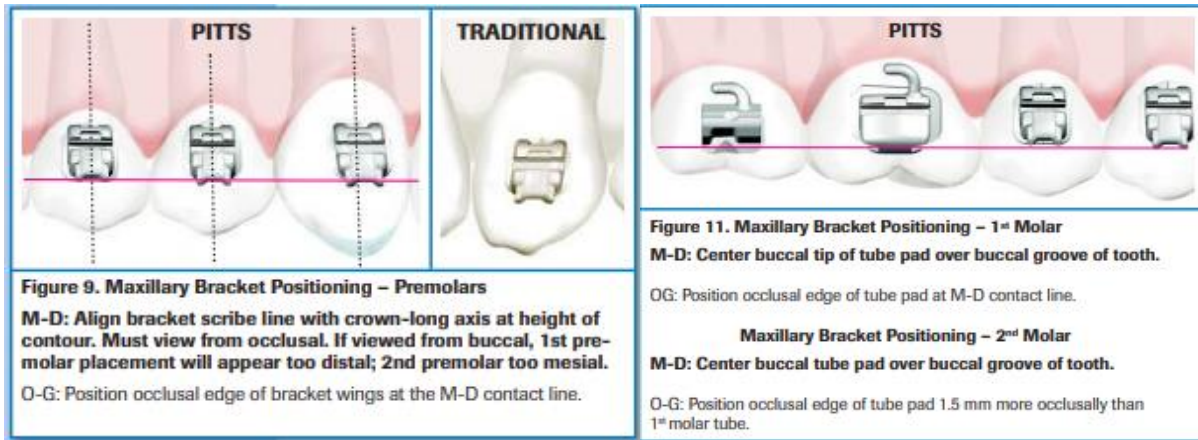 PITTS
TRADITIONAL
Figure 9. Maxillary Bracket Positioning – Premolars
M-D: Align bracket scribe line with crown-long axis at height of
contour. Must view from occlusal. If viewed from buccal, 1st pre-
molar placement will appear too distal; 2nd premolar too mesial.
O-G: Position occlusal edge of bracket wings at the M-D contact line.
PITTS
Figure 11. Maxillary Bracket Positioning – 1st Molar
M-D: Center buccal tip of tube pad over buccal groove of tooth.
OG: Position occlusal edge of tube pad at M-D contact line.
Maxillary Bracket Positioning – 2nd Molar
M-D: Center buccal tube pad over buccal groove of tooth.
O-G: Position occlusal edge of tube pad 1.5 mm more occlusally than
1st molar tube.